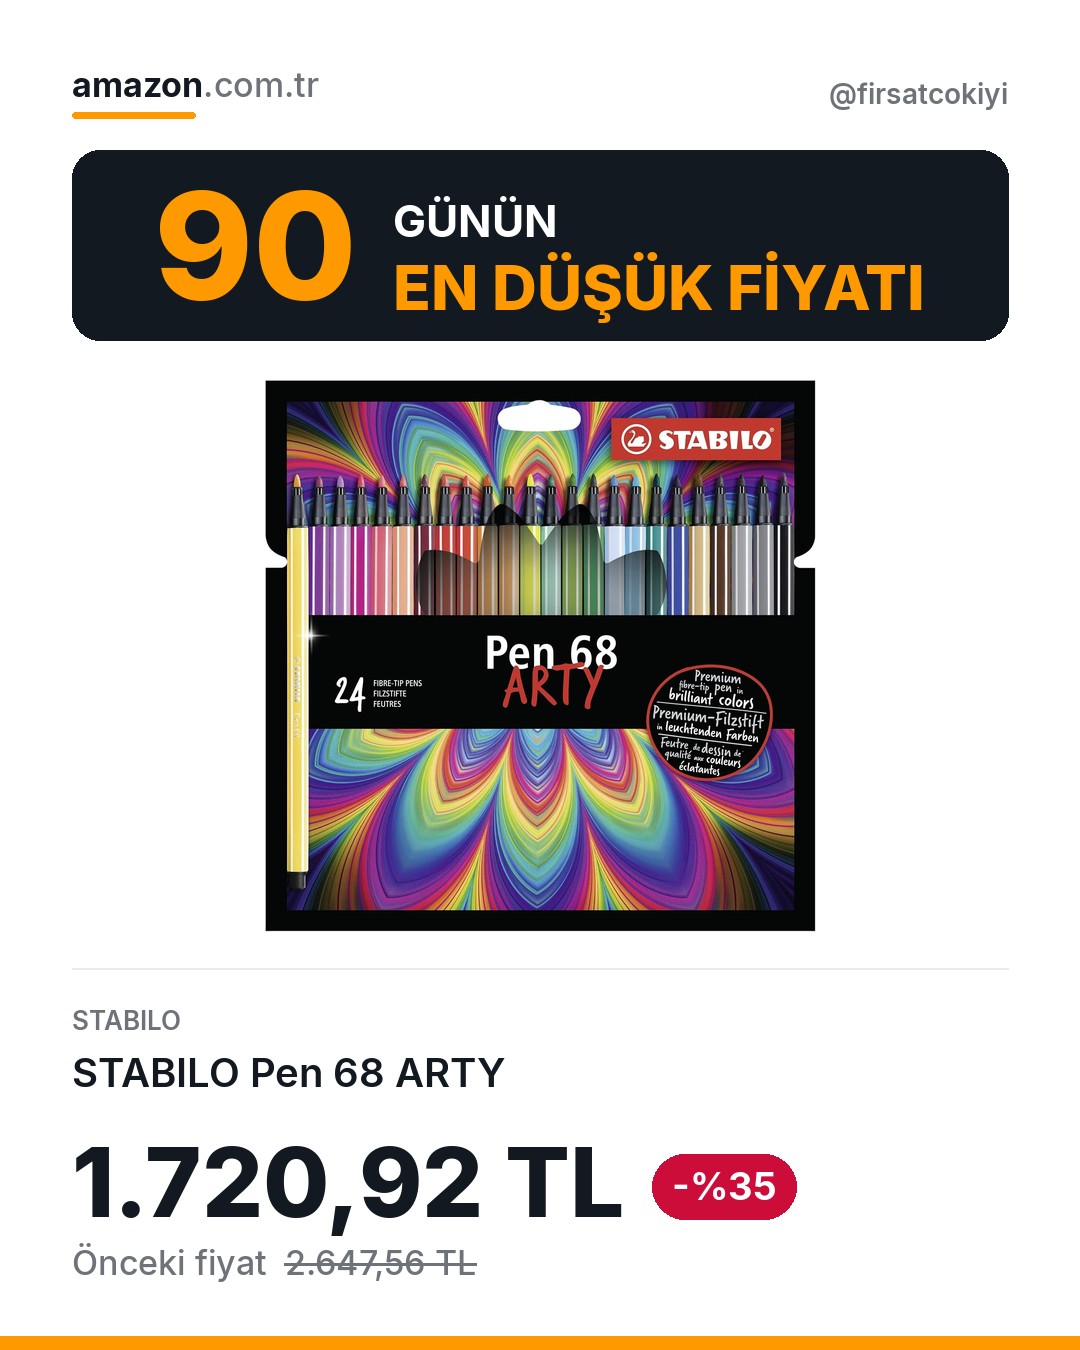 amazon.com.tr
@firsatcokiyi
90
GÜNÜN
EN DÜŞÜK FİYATI
STABILO
Pen 68
ARTY
24
FIBRE-TIP PENS
FILZSTIFTE
FEUTRES
Premium
fibre-tip pen in
brilliant colors
Premium-Filzstift
in leuchtenden Farben
Feutre de dessin de
qualité aux couleurs
éclatantes
STABILO
STABILO Pen 68 ARTY
1.720,92 TL
-%35
Önceki fiyat 2.647,56 TL